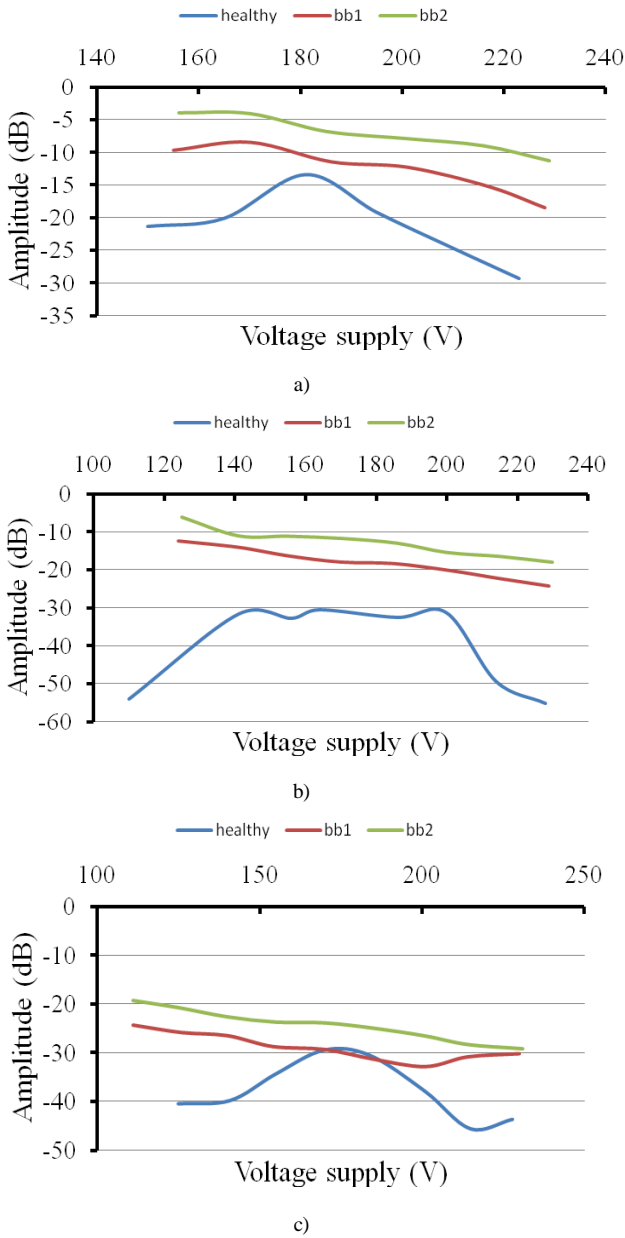 healthy bb1 bb2
140 160 180 200 220 240
0
-5
-10
-15
-20
-25
-30
-35
Amplitude (dB)
Voltage supply (V)
a)
healthy bb1 bb2
100 120 140 160 180 200 220 240
0
-10
-20
-30
-40
-50
-60
Amplitude (dB)
Voltage supply (V)
b)
healthy bb1 bb2
100 150 200 250
0
-10
-20
-30
-40
-50
Amplitude (dB)
Voltage supply (V)
c)